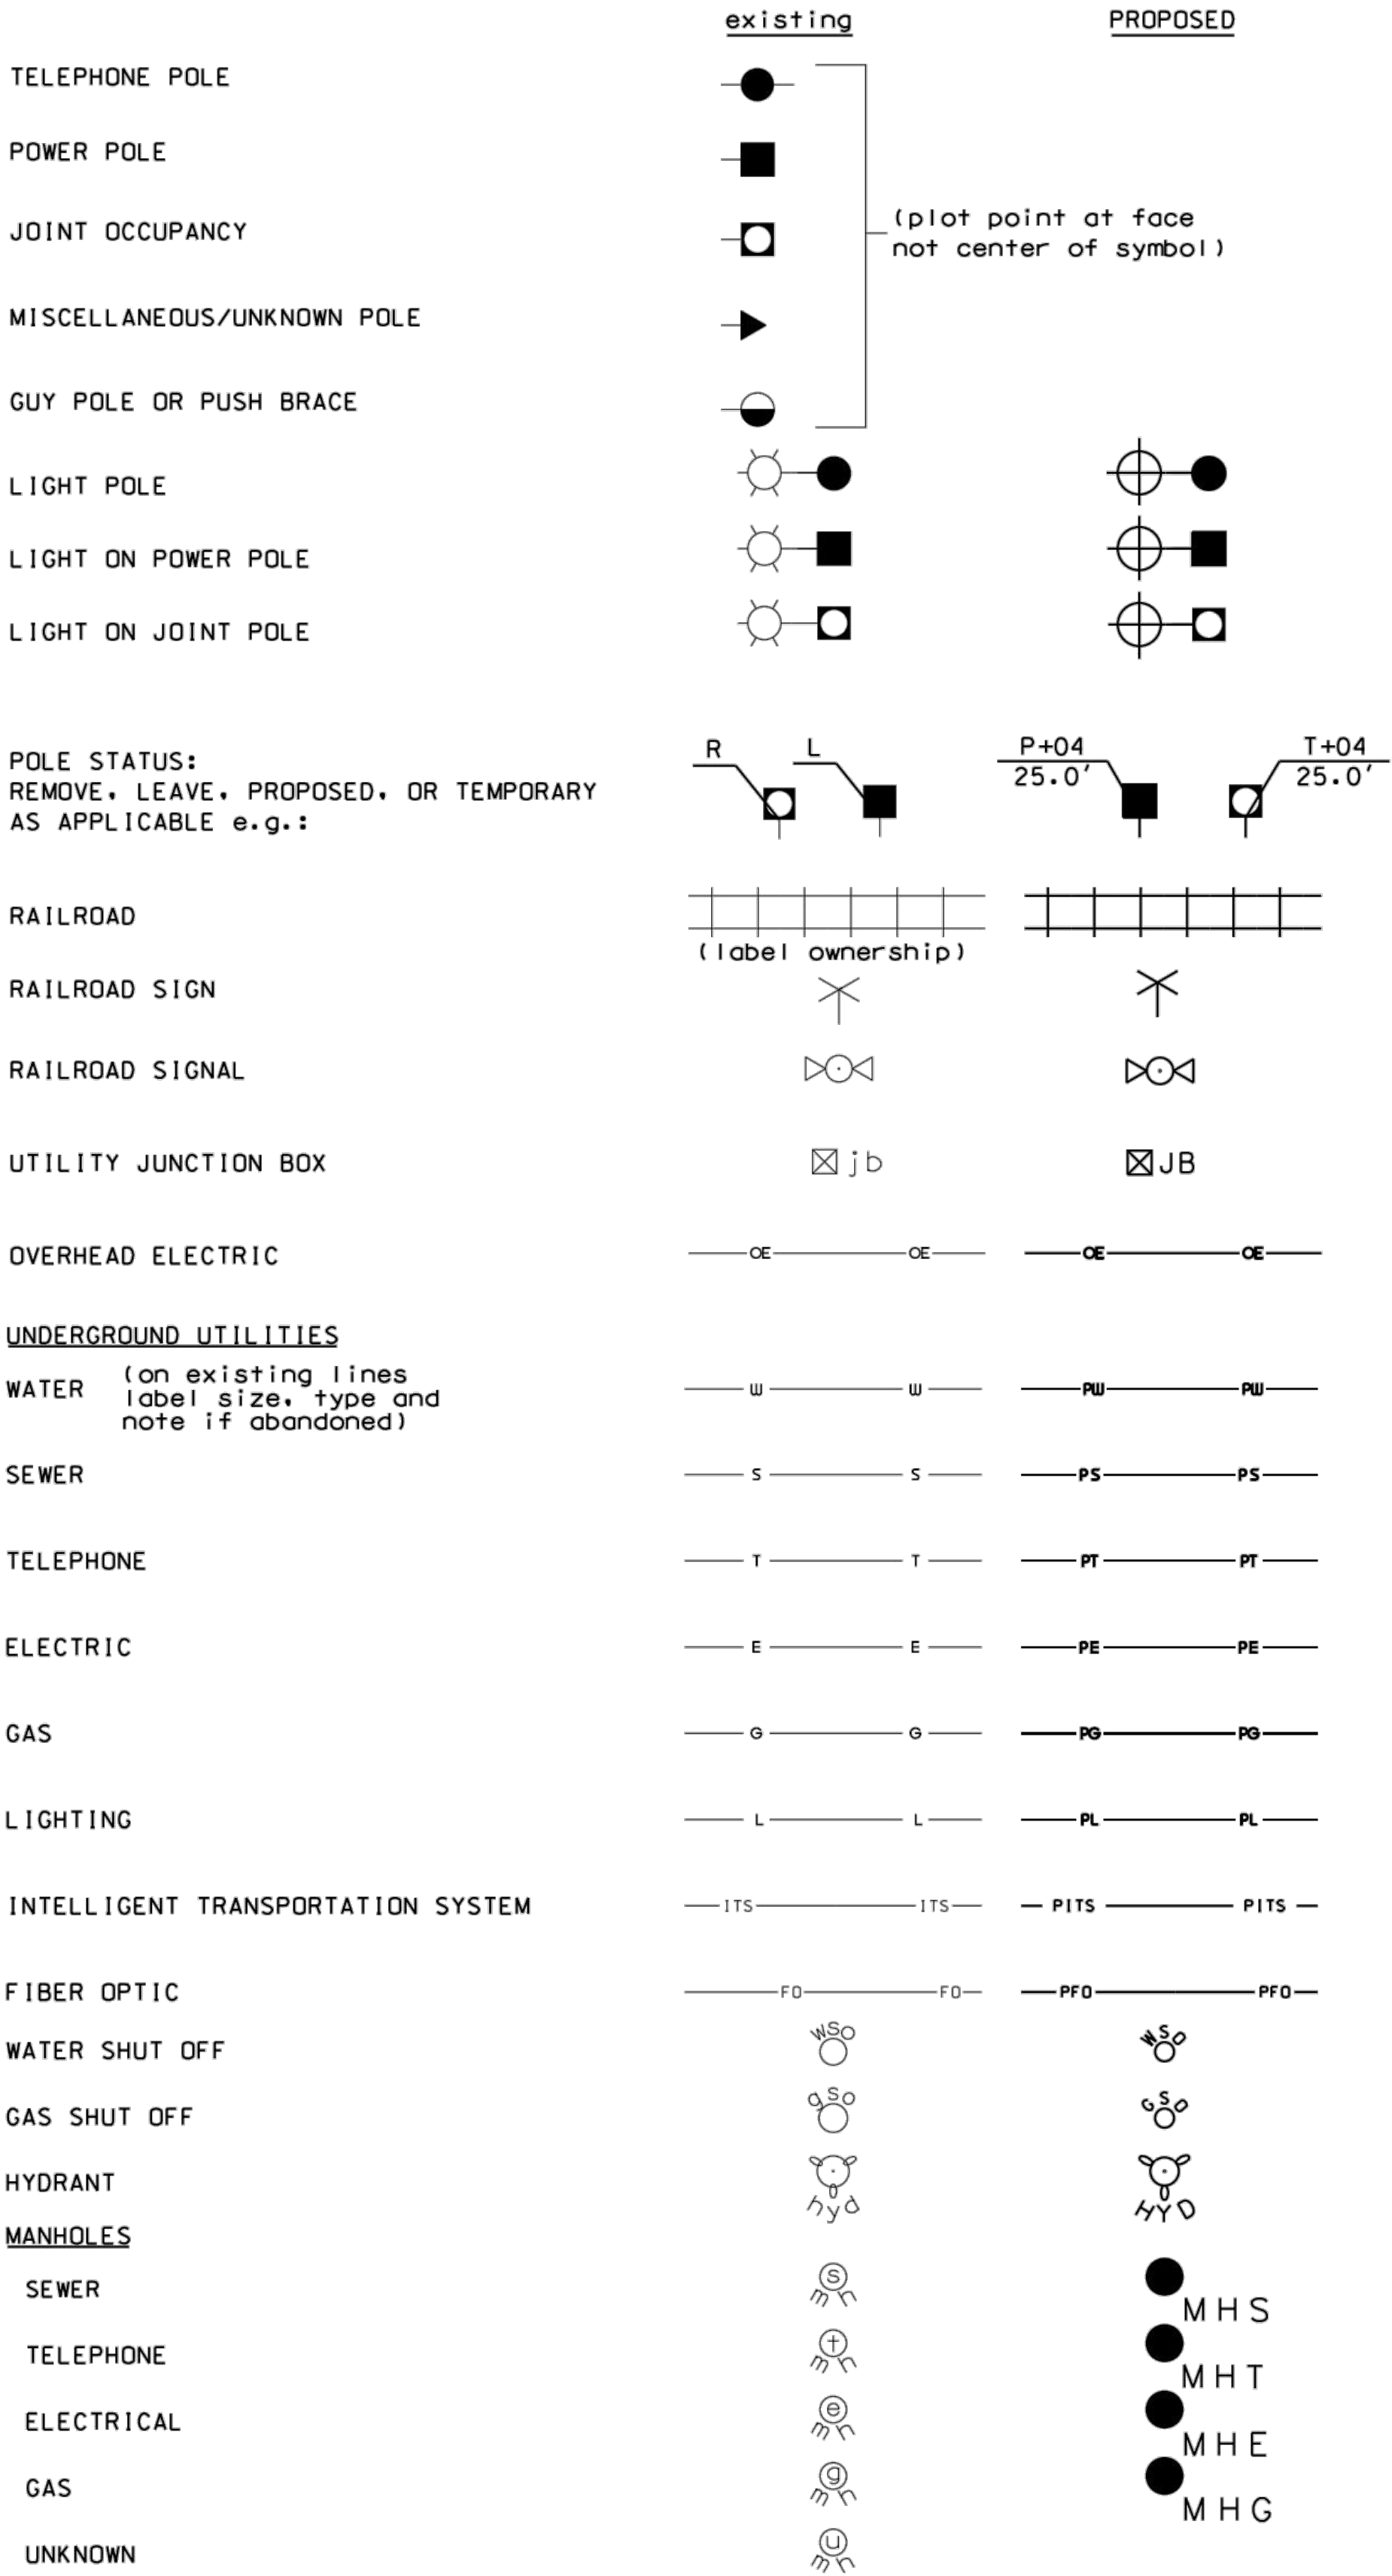 existing PROPOSED
TELEPHONE POLE
POWER POLE
JOINT OCCUPANCY
(plot point at face
not center of symbol)
MISCELLANEOUS/UNKNOWN POLE
GUY POLE OR PUSH BRACE
LIGHT POLE
LIGHT ON POWER POLE
LIGHT ON JOINT POLE
POLE STATUS:
REMOVE, LEAVE, PROPOSED, OR TEMPORARY
AS APPLICABLE e.g.:
R L P+04 T+04
25.0' 25.0'
RAILROAD
(label ownership)
RAILROAD SIGN
RAILROAD SIGNAL
UTILITY JUNCTION BOX jb JB
OVERHEAD ELECTRIC OE OE OE OE
UNDERGROUND UTILITIES
WATER (on existing lines
label size, type and
note if abandoned)
W W PW PW
SEWER S S PS PS
TELEPHONE T T PT PT
ELECTRIC E E PE PE
GAS G G PG PG
LIGHTING L L PL PL
INTELLIGENT TRANSPORTATION SYSTEM ITS ITS PITS PITS
FIBER OPTIC FO FO PFO PFO
WATER SHUT OFF wso WSO
GAS SHUT OFF gso GSO
HYDRANT hyd HYD
MANHOLES
SEWER s mh MHS
TELEPHONE t mh MHT
ELECTRICAL e mh MHE
GAS g mh MHG
UNKNOWN u mh